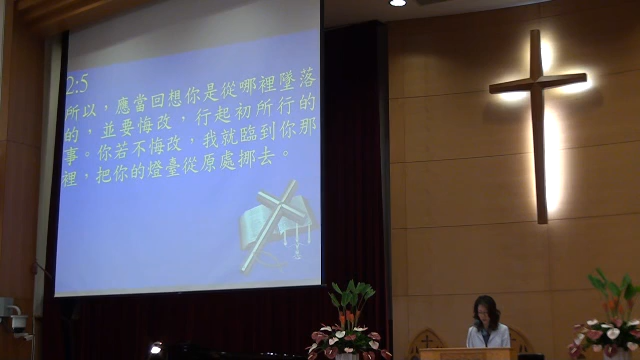 2:5
所以，應當回想你是從哪裡墜落
的，並要悔改，行起初所行的
事。你若不悔改，我就臨到你那
裡，把你的燈臺從原處挪去。